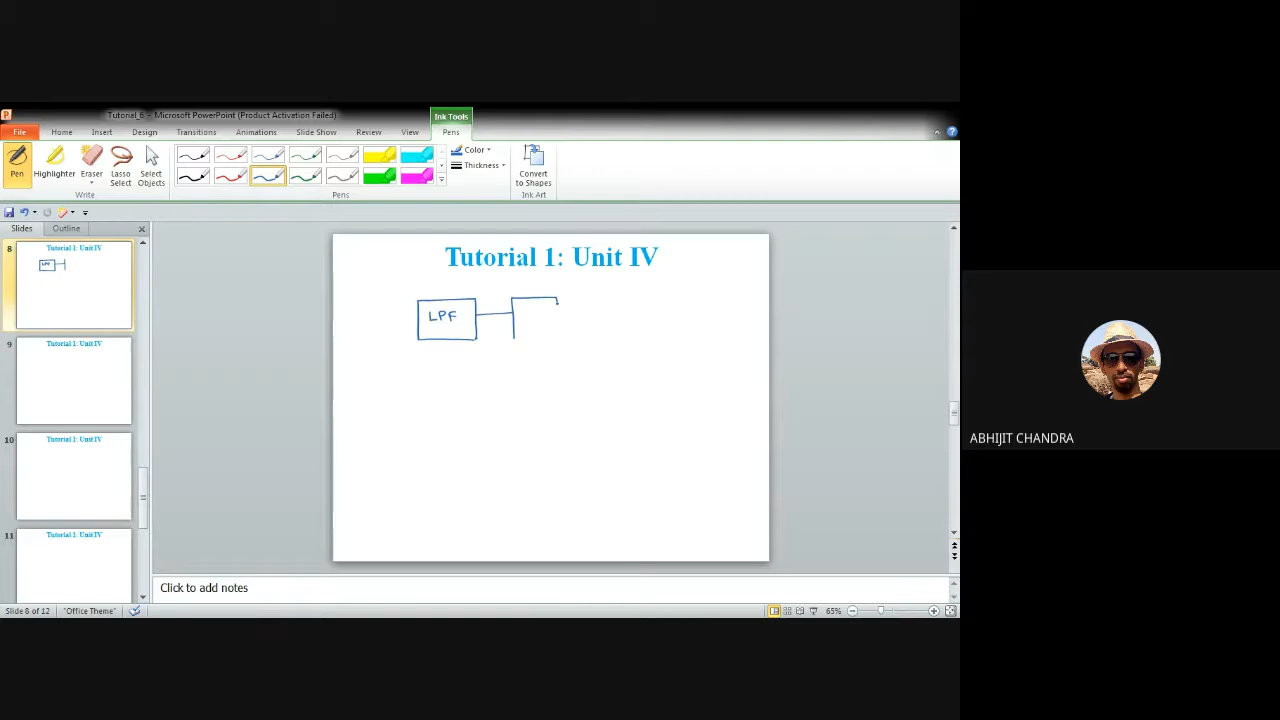 Tutorial_6 - Microsoft PowerPoint (Product Activation Failed)
Ink Tools
File Home Insert Design Transitions Animations Slide Show Review View Pens
Pen Highlighter Eraser Lasso Select Select Objects
Color
Thickness
Convert to Shapes
Write Pens Ink Art
Slides Outline
8
Tutorial 1: Unit IV
LPF
9
Tutorial 1: Unit IV
10
Tutorial 1: Unit IV
11
Tutorial 1: Unit IV
Tutorial 1: Unit IV
LPF
Click to add notes
Slide 8 of 12 "Office Theme" 65%
ABHIJIT CHANDRA